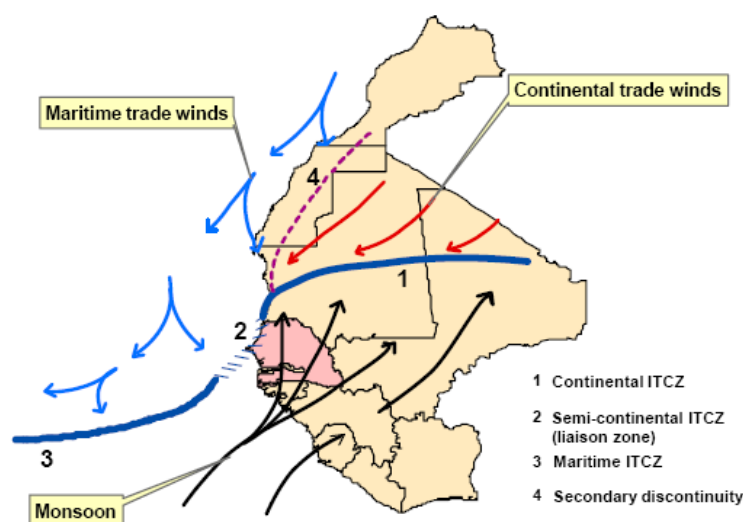 Maritime trade winds
Continental trade winds
4
1
2
3
Monsoon
1 Continental ITCZ
2 Semi-continental ITCZ
(liaison zone)
3 Maritime ITCZ
4 Secondary discontinuity